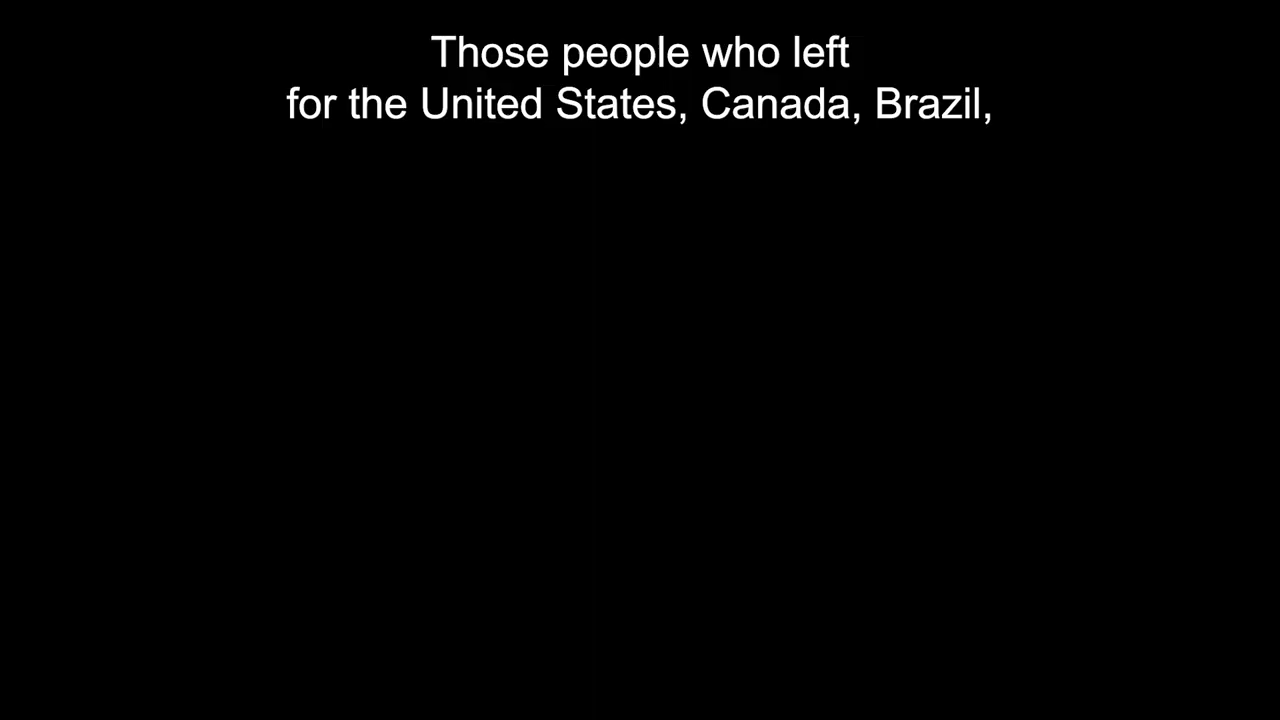 Those people who left
for the United States, Canada, Brazil,